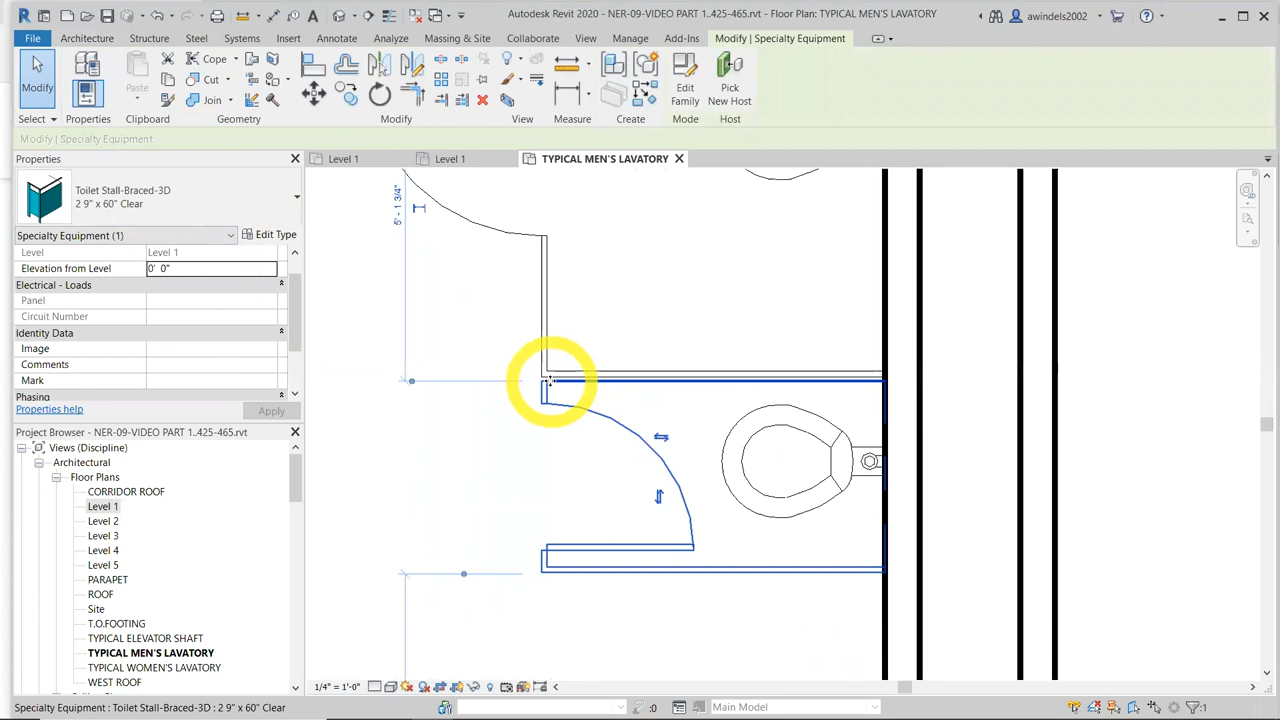 Autodesk Revit 2020 - NER-09-VIDEO PART 1..425-465.rvt - Floor Plan: TYPICAL MEN'S LAVATORY
awindels2002
File Architecture Structure Steel Systems Insert Annotate Analyze Massing & Site Collaborate View Manage Add-Ins Modify | Specialty Equipment
Modify
Properties
Paste
Cope
Cut
Join
Edit Family
Pick New Host
Select Properties Clipboard Geometry Modify View Measure Create Mode Host
Modify | Specialty Equipment
Properties
Level 1
Level 1
TYPICAL MEN'S LAVATORY
Toilet Stall-Braced-3D
2 9" x 60" Clear
Specialty Equipment (1)
Edit Type
Level Level 1
Elevation from Level 0' 0"
Electrical - Loads
Panel
Circuit Number
Identity Data
Image
Comments
Mark
Phasing
Properties help
Apply
Project Browser - NER-09-VIDEO PART 1..425-465.rvt
Views (Discipline)
Architectural
Floor Plans
CORRIDOR ROOF
Level 1
Level 2
Level 3
Level 4
Level 5
PARAPET
ROOF
Site
T.O.FOOTING
TYPICAL ELEVATOR SHAFT
TYPICAL MEN'S LAVATORY
TYPICAL WOMEN'S LAVATORY
WEST ROOF
5' - 1 3/4"
1/4" = 1'-0"
Specialty Equipment : Toilet Stall-Braced-3D : 2 9" x 60" Clear
:0
Main Model
:1